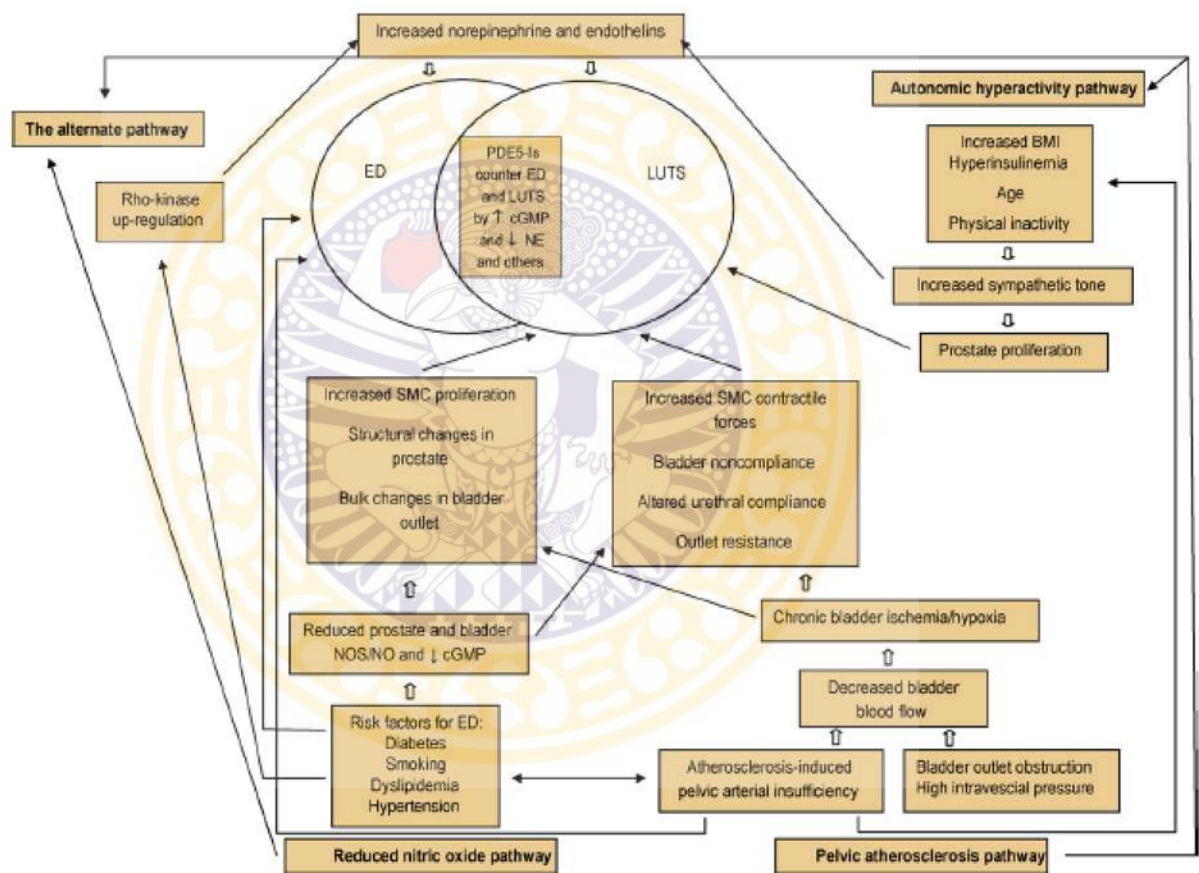 Increased norepinephrine and endothelins
Autonomic hyperactivity pathway
The alternate pathway
Increased BMI
Hyperinsulinemia
Age
Physical inactivity
Rho-kinase
up-regulation
ED
PDE5-Is
counter ED
and LUTS
by ↑ cGMP
and ↓ NE
and others
LUTS
Increased sympathetic tone
Prostate proliferation
Increased SMC proliferation
Structural changes in
prostate
Bulk changes in bladder
outlet
Increased SMC contractile
forces
Bladder noncompliance
Altered urethral compliance
Outlet resistance
Reduced prostate and bladder
NOS/NO and ↓ cGMP
Chronic bladder ischemia/hypoxia
Decreased bladder
blood flow
Risk factors for ED:
Diabetes
Smoking
Dyslipidemia
Hypertension
Atherosclerosis-induced
pelvic arterial insufficiency
Bladder outlet obstruction
High intravescial pressure
Reduced nitric oxide pathway
Pelvic atherosclerosis pathway